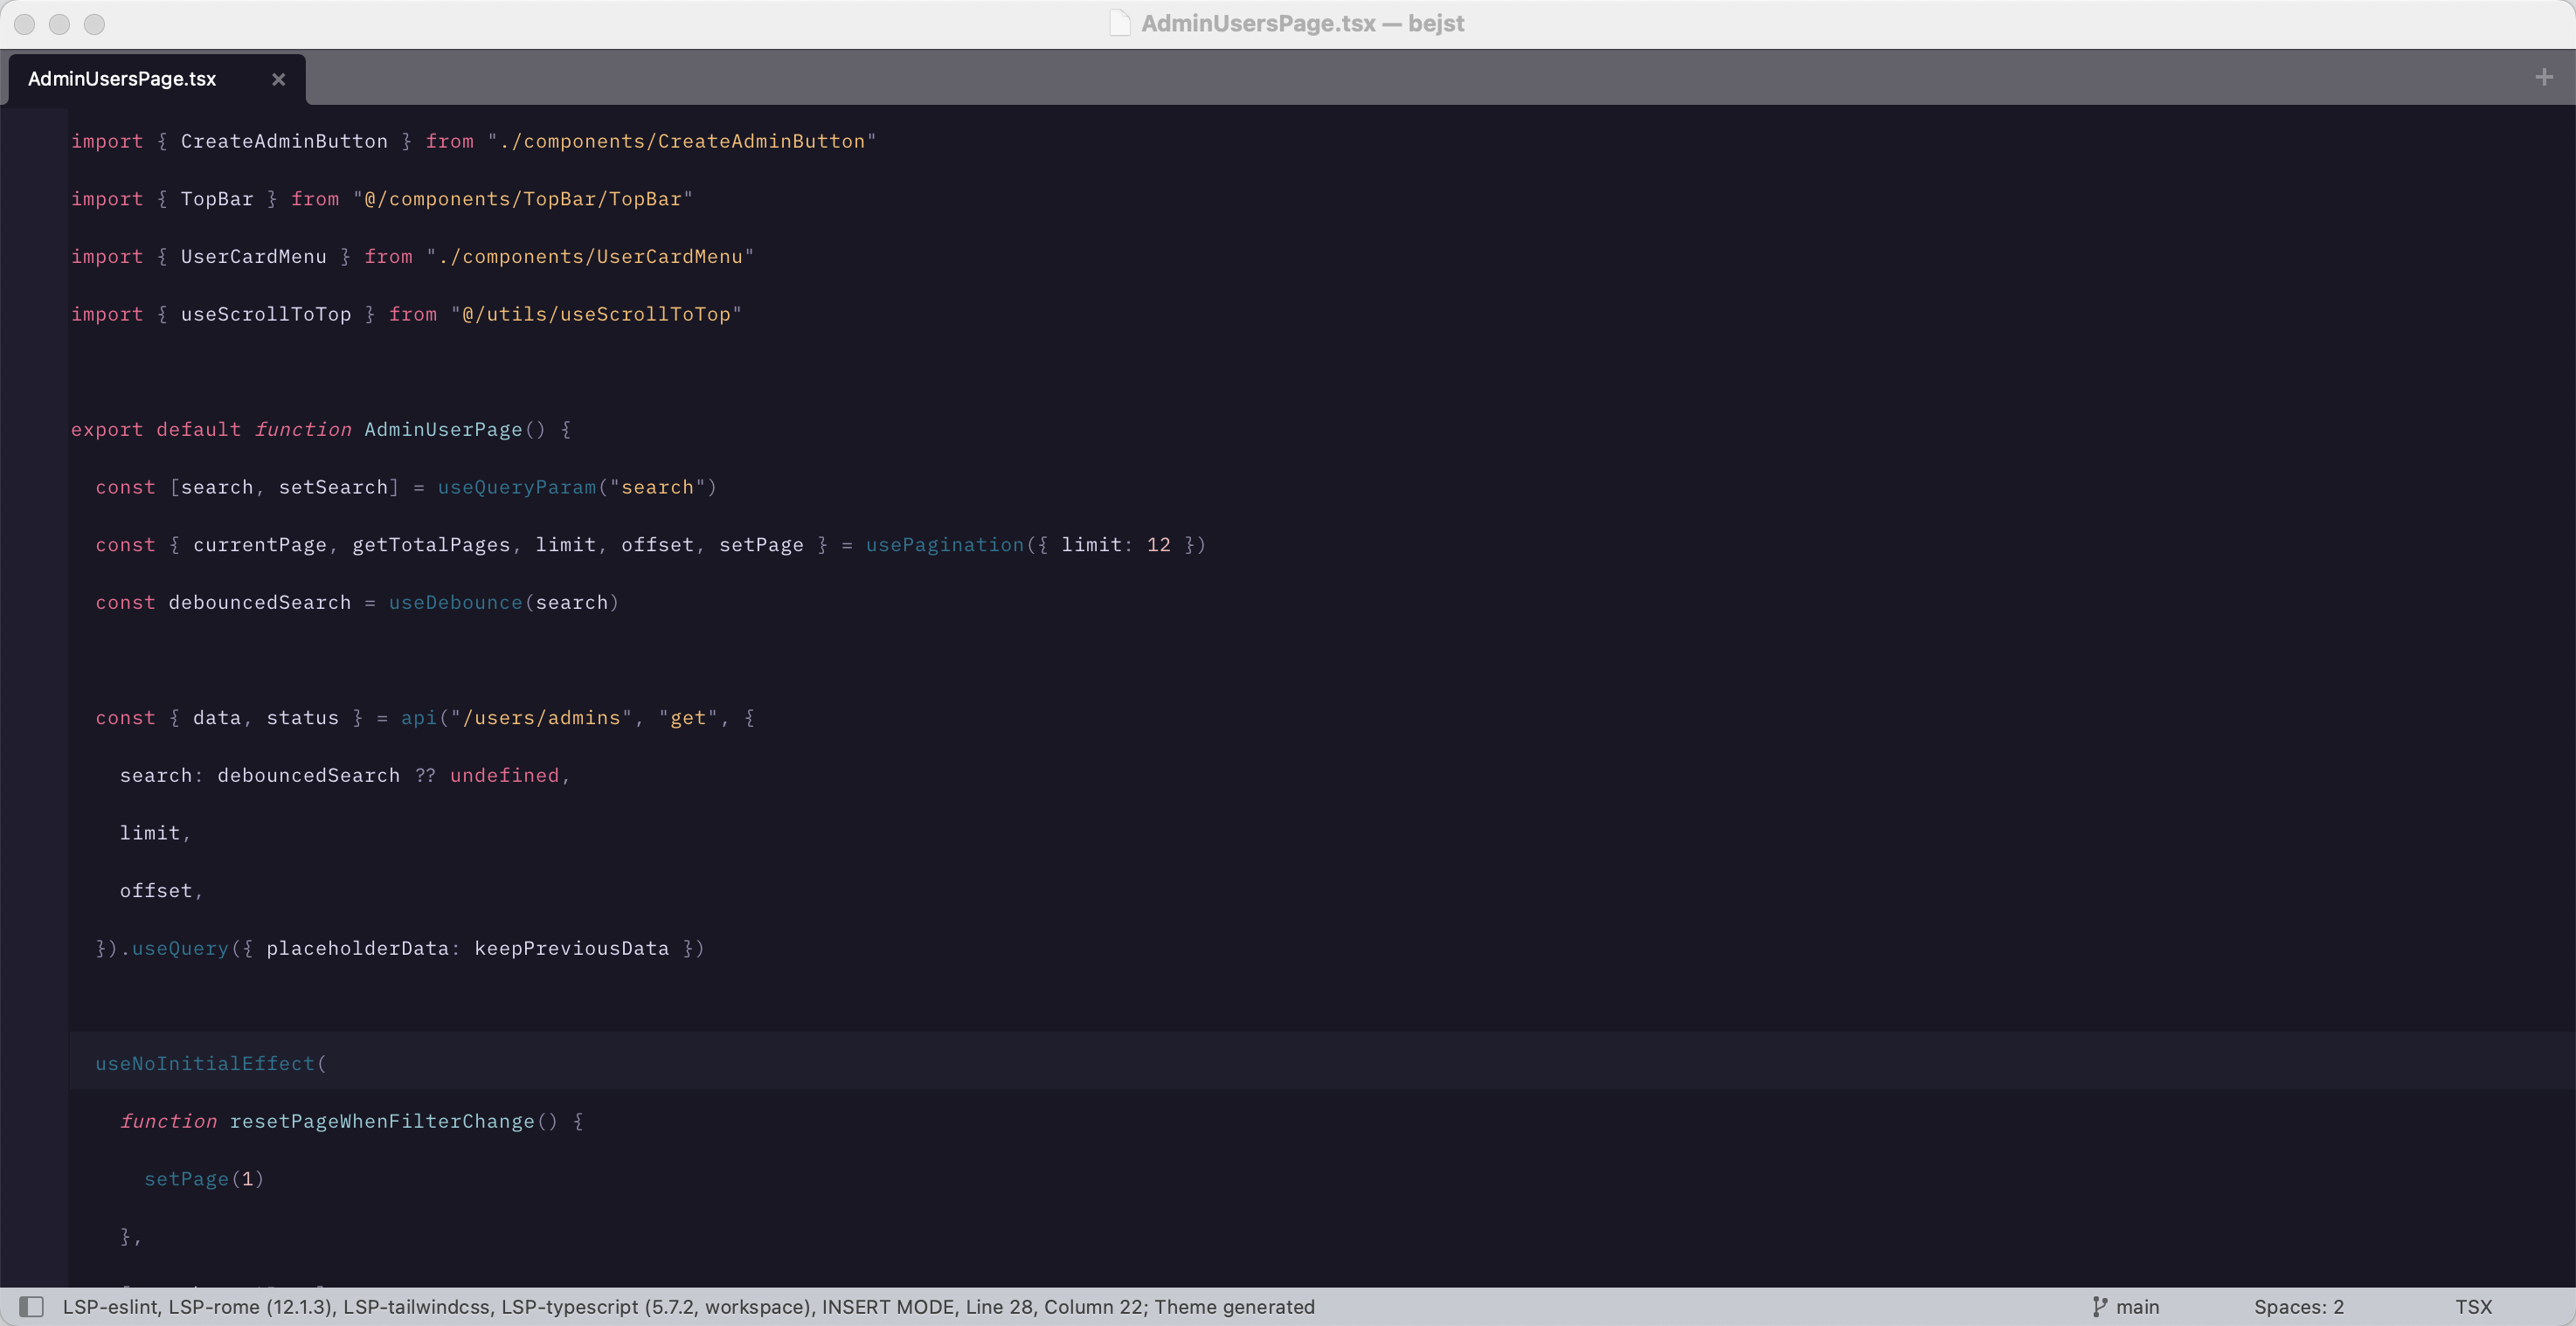 AdminUsersPage.tsx — bejst
AdminUsersPage.tsx
import { CreateAdminButton } from "./components/CreateAdminButton"
import { TopBar } from "@/components/TopBar/TopBar"
import { UserCardMenu } from "./components/UserCardMenu"
import { useScrollToTop } from "@/utils/useScrollToTop"
export default function AdminUserPage() {
const [search, setSearch] = useQueryParam("search")
const { currentPage, getTotalPages, limit, offset, setPage } = usePagination({ limit: 12 })
const debouncedSearch = useDebounce(search)
const { data, status } = api("/users/admins", "get", {
search: debouncedSearch ?? undefined,
limit,
offset,
}).useQuery({ placeholderData: keepPreviousData })
useNoInitialEffect(
function resetPageWhenFilterChange() {
setPage(1)
},
LSP-eslint, LSP-rome (12.1.3), LSP-tailwindcss, LSP-typescript (5.7.2, workspace), INSERT MODE, Line 28, Column 22; Theme generated
main
Spaces: 2
TSX